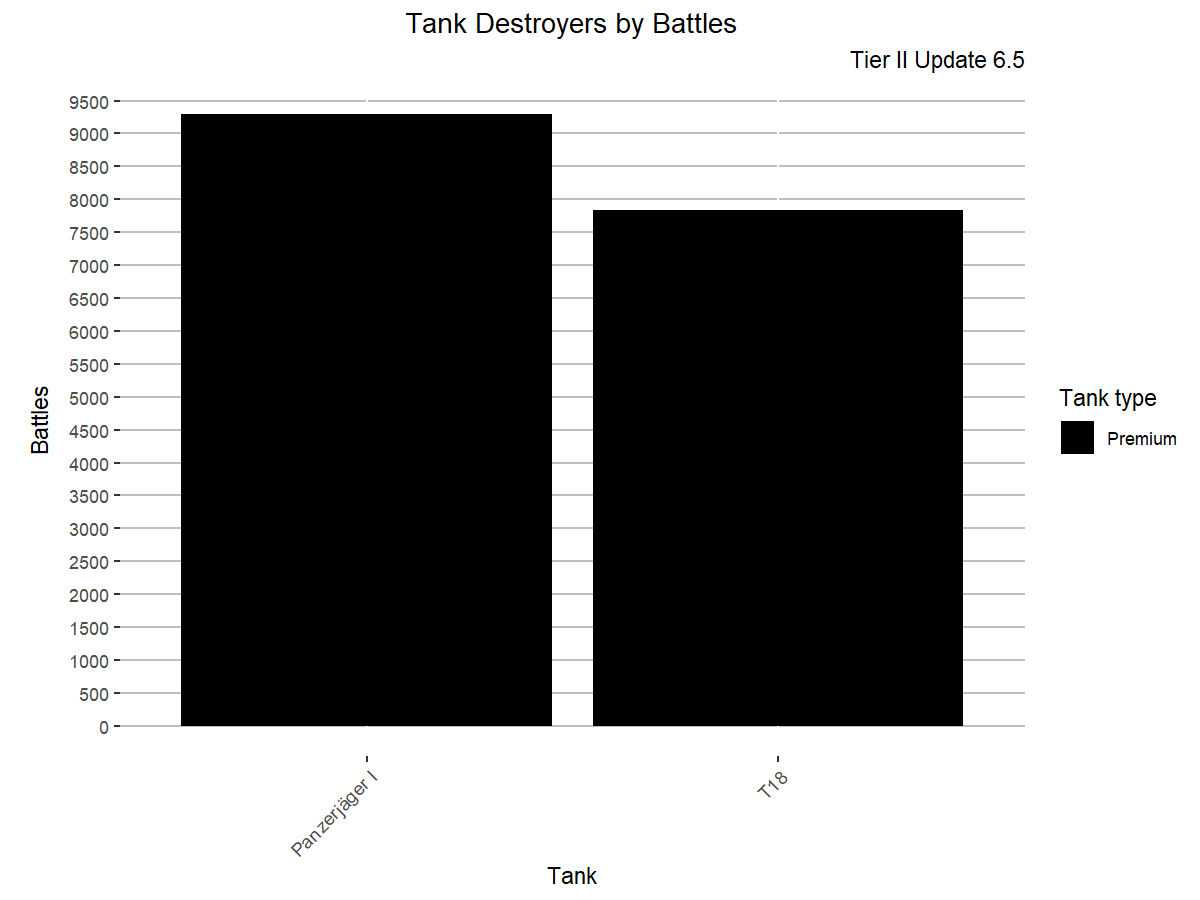 Tank Destroyers by Battles
Tier II Update 6.5
9500
9000
8500
8000
7500
7000
6500
6000
5500
5000
4500
4000
3500
3000
2500
2000
1500
1000
500
0
Battles
Panzerjäger I
T18
Tank
Tank type
Premium